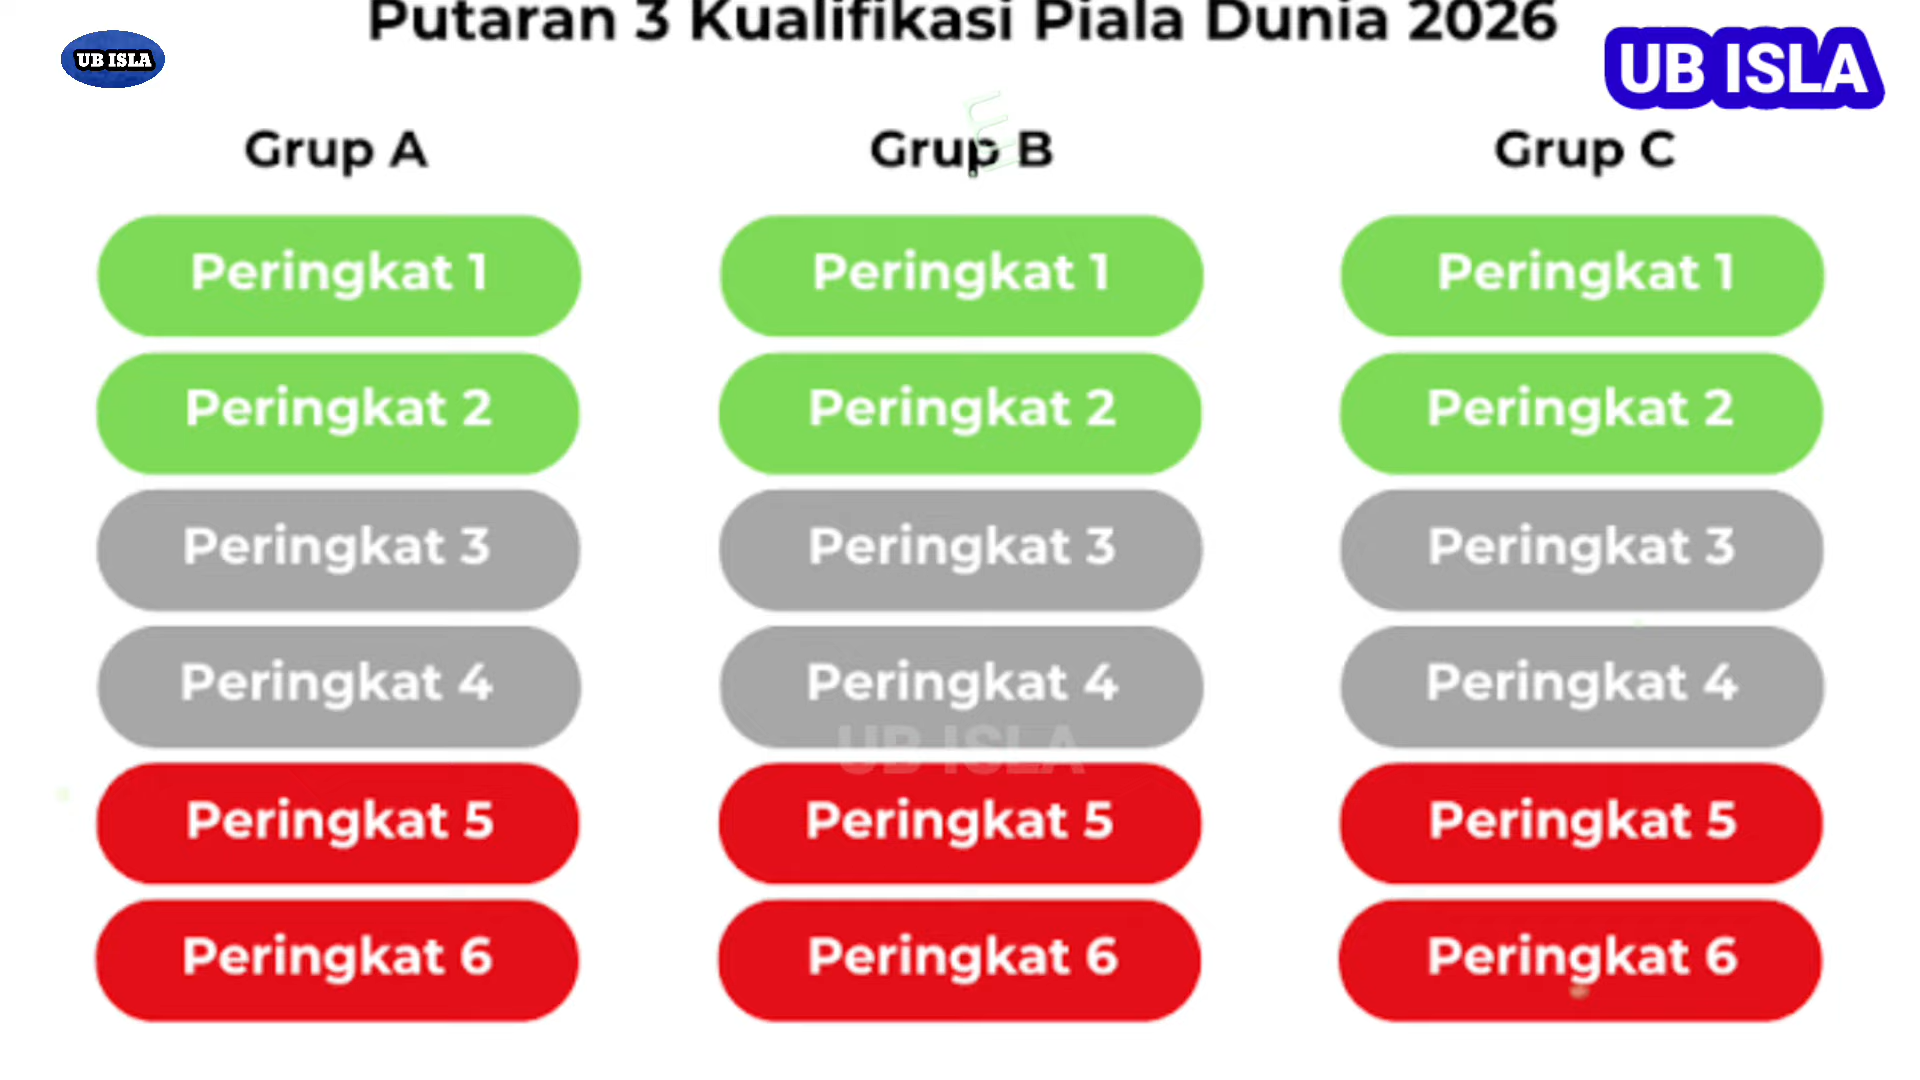 Putaran 3 Kualifikasi Piala Dunia 2026
UB ISLA
UB ISLA
Grup A
Grup B
Grup C
Peringkat 1
Peringkat 1
Peringkat 1
Peringkat 2
Peringkat 2
Peringkat 2
Peringkat 3
Peringkat 3
Peringkat 3
Peringkat 4
Peringkat 4
Peringkat 4
UB ISLA
Peringkat 5
Peringkat 5
Peringkat 5
Peringkat 6
Peringkat 6
Peringkat 6